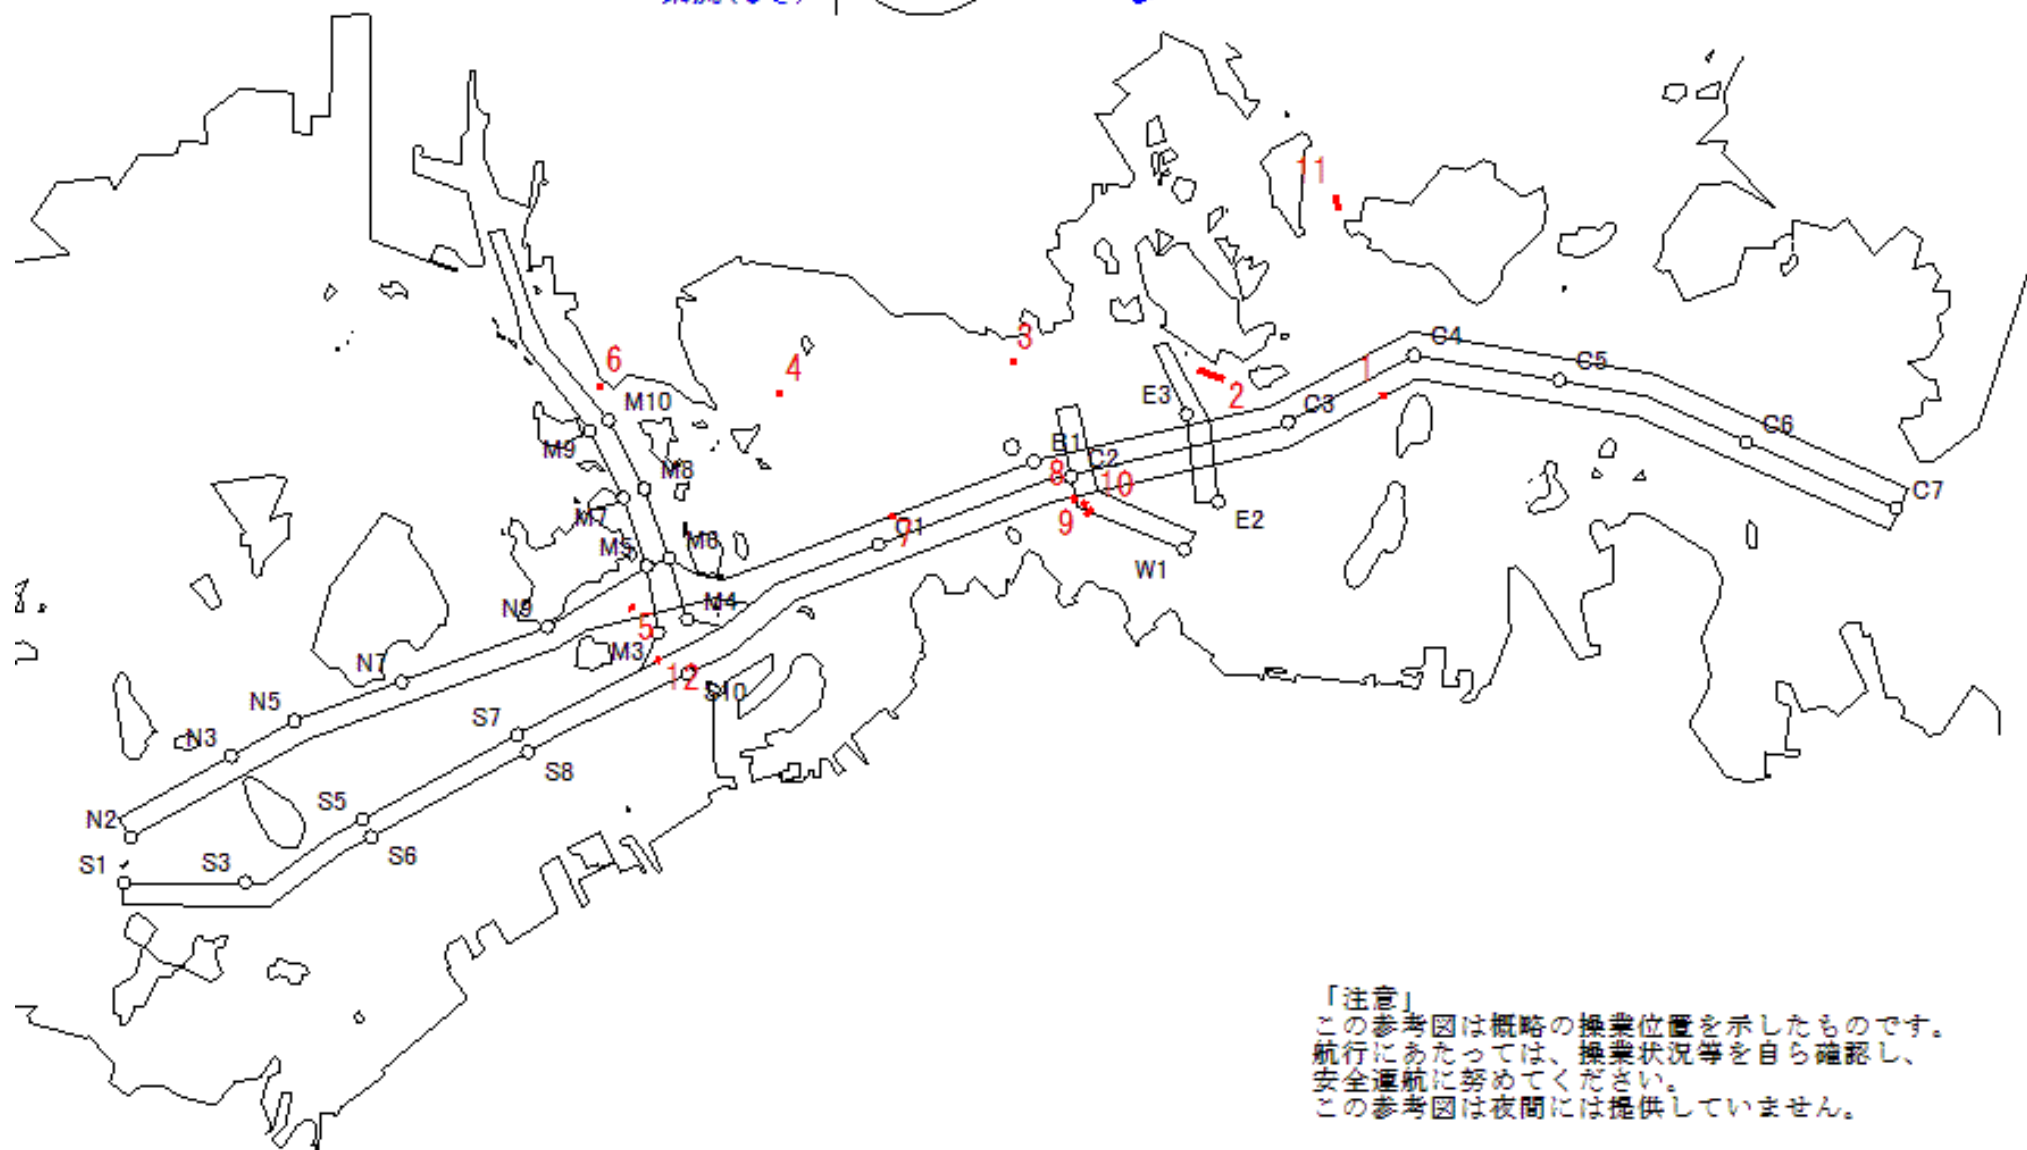 11
C4
3
1
C5
6
4
2
E3
M10
C3
C6
B1
M9
C2
M8
8
10
C7
M7
9
E2
C1
7
M5
M6
W1
N9
M4
5
M3
N7
12
S10
N5
S7
N3
S8
S5
N2
S6
S1
S3
「注意」
この参考図は概略の操業位置を示したものです。
航行にあたっては、操業状況等を自ら確認し、
安全運航に努めてください。
この参考図は夜間には提供していません。